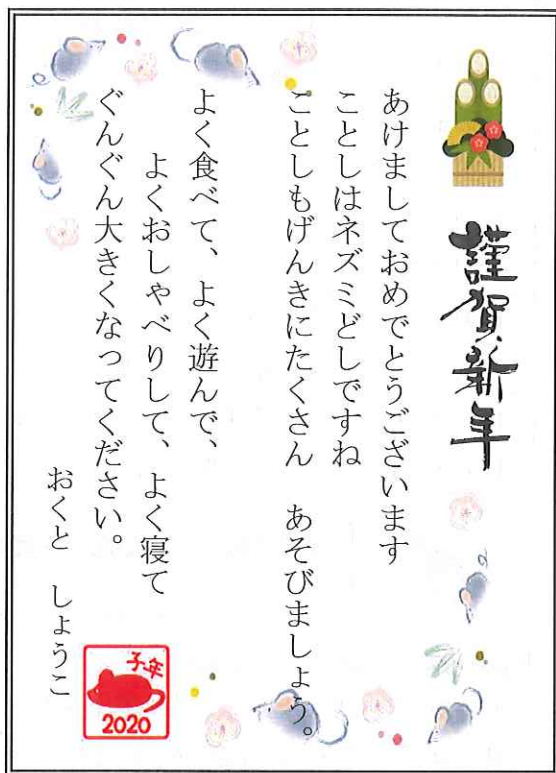 謹賀新年
あけましておめでとうございます
ことしはネズミどしですね
ことしもげんきにたくさん　あそびましょう。
よく食べて、よく遊んで、
よくおしゃべりして、よく寝て
ぐんぐん大きくなってください。
おくと　しょうこ
子年
2020